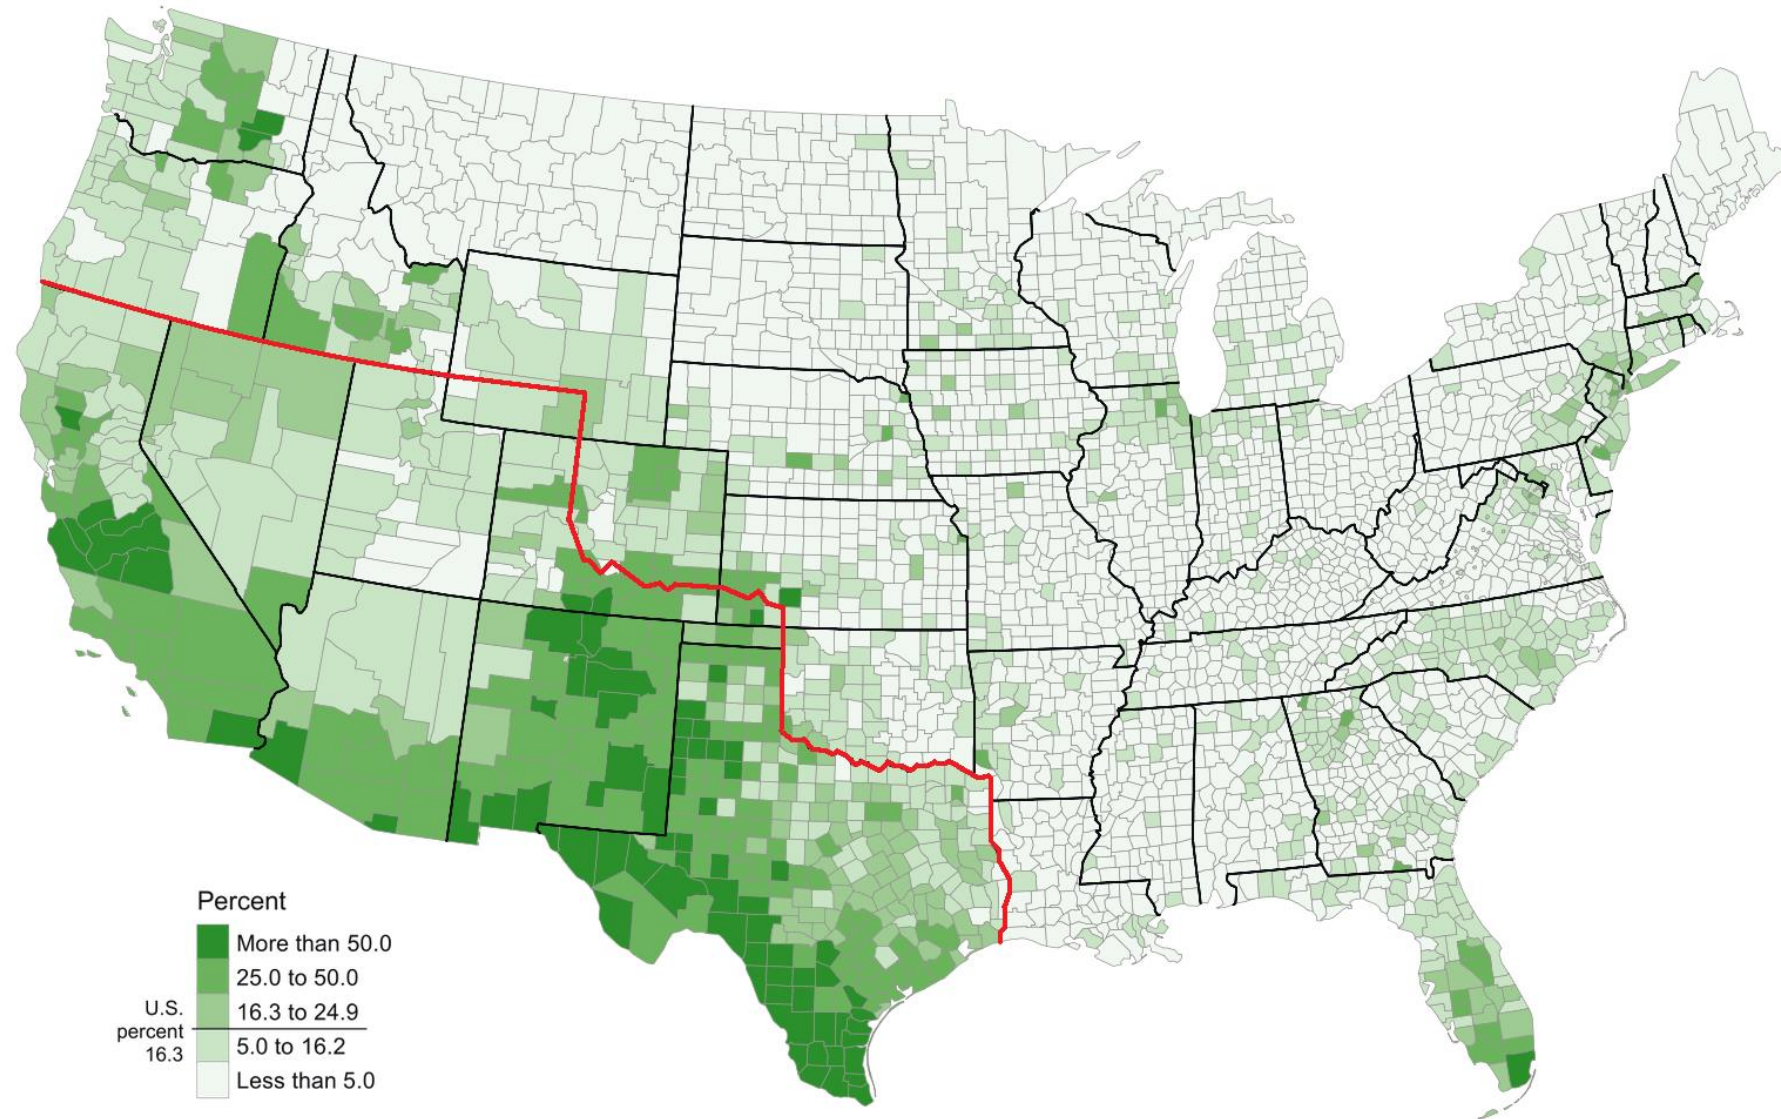 Percent
More than 50.0
25.0 to 50.0
16.3 to 24.9
5.0 to 16.2
Less than 5.0
U.S.
percent
16.3